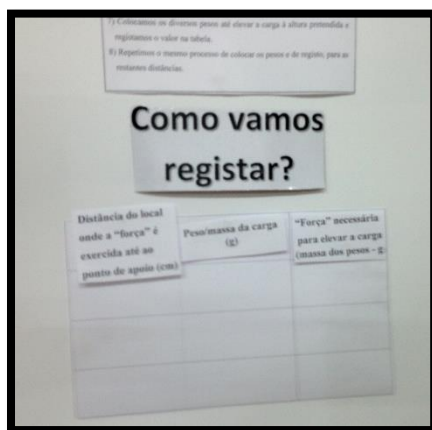 7) Colocamos os diversos pesos até elevar a carga à altura pretendida e
registamos o valor na tabela.
8) Repetimos o mesmo processo de colocar os pesos e de registo, para as
restantes distâncias.
Como vamos
registar?
Distância do local
onde a “força” é
exercida até ao
ponto de apoio (cm)
Peso/massa da carga
(g)
“Força” necessária
para elevar a carga
(massa dos pesos - g